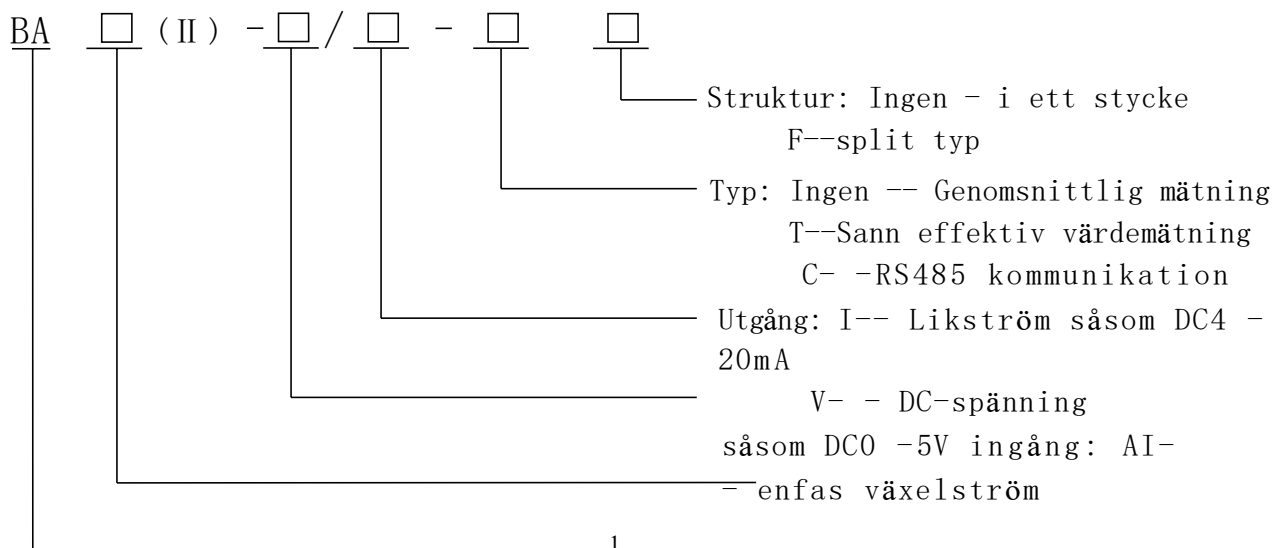 BA □ (II) -□/□ -□ □
Struktur: Ingen - i ett stycke
F--split typ
Typ: Ingen -- Genomsnittlig mätning
T--Sann effektiv värdemätning
C- -RS485 kommunikation
Utgång: I-- Likström såsom DC4 -
20mA
V- - DC-spänning
såsom DC0 -5V ingång: AI-
- enfas växelström
1